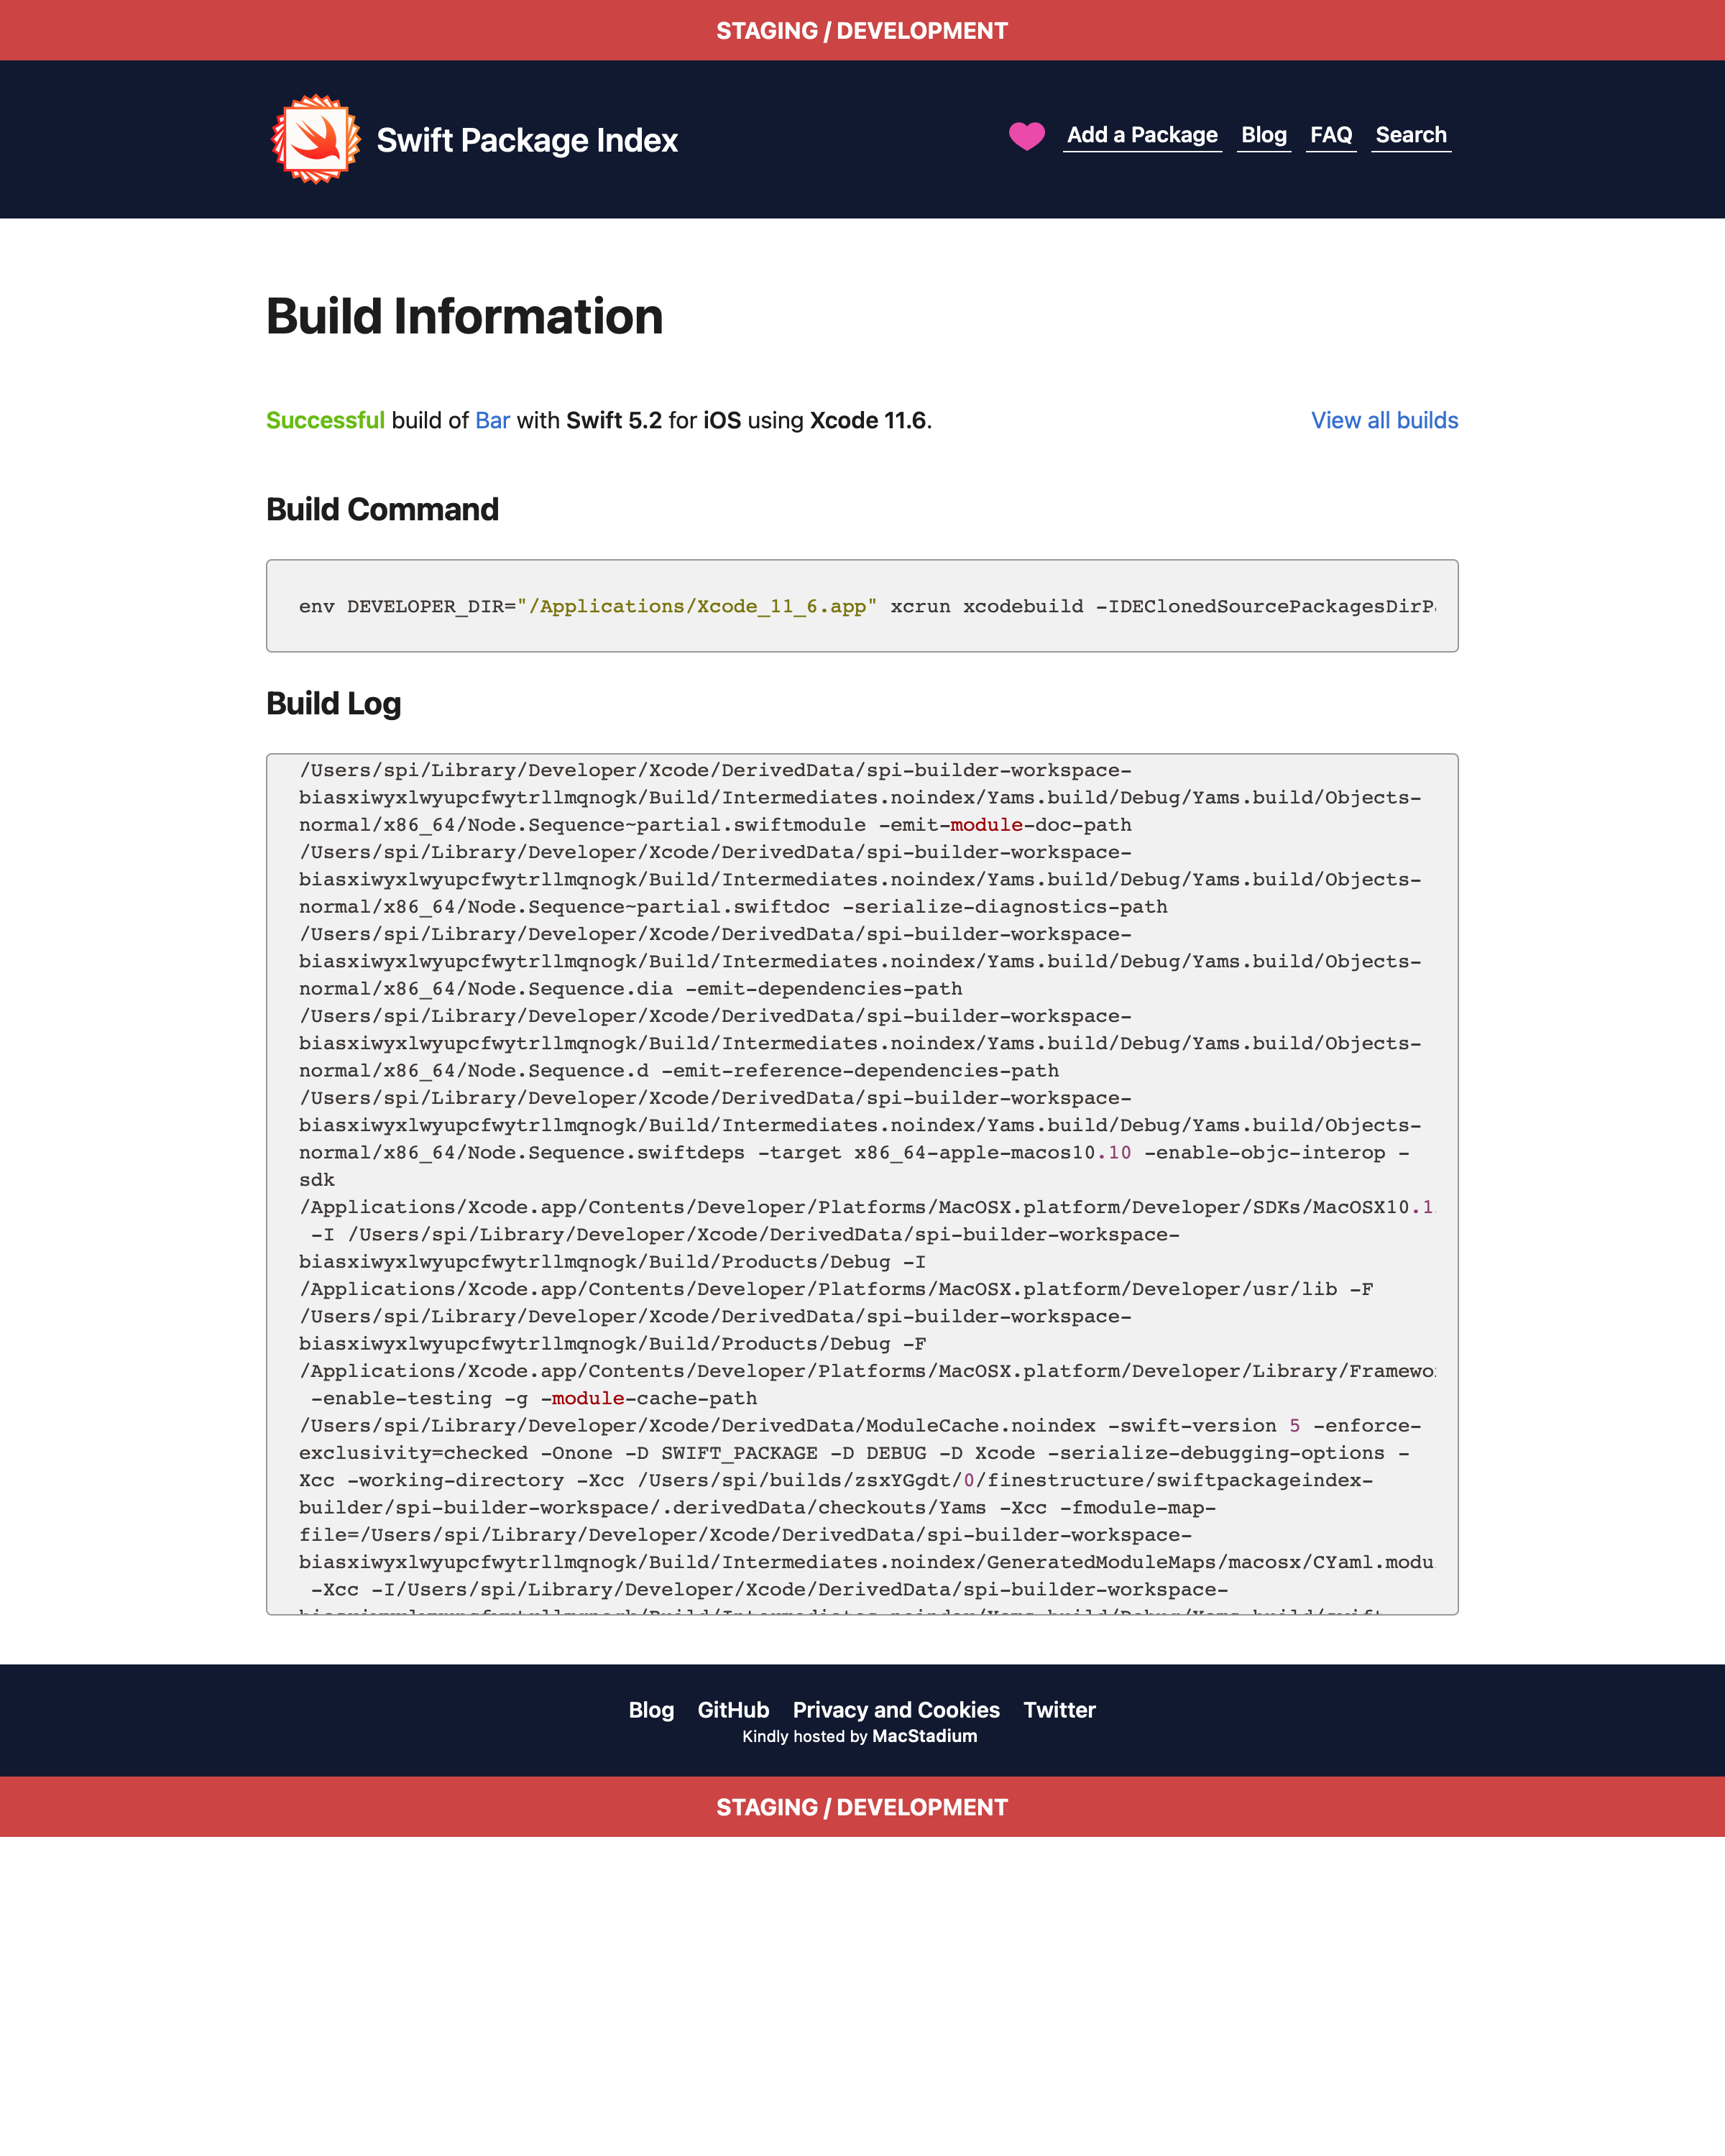 STAGING / DEVELOPMENT
Swift Package Index
Add a Package Blog FAQ Search
Build Information
Successful build of Bar with Swift 5.2 for iOS using Xcode 11.6. View all builds
Build Command
env DEVELOPER_DIR="/Applications/Xcode_11_6.app" xcrun xcodebuild -IDEClonedSourcePackagesDirP
Build Log
/Users/spi/Library/Developer/Xcode/DerivedData/spi-builder-workspace-
biasxiwyxlwyupcfwytrllmqnogk/Build/Intermediates.noindex/Yams.build/Debug/Yams.build/Objects-
normal/x86_64/Node.Sequence~partial.swiftmodule -emit-module-doc-path
/Users/spi/Library/Developer/Xcode/DerivedData/spi-builder-workspace-
biasxiwyxlwyupcfwytrllmqnogk/Build/Intermediates.noindex/Yams.build/Debug/Yams.build/Objects-
normal/x86_64/Node.Sequence~partial.swiftdoc -serialize-diagnostics-path
/Users/spi/Library/Developer/Xcode/DerivedData/spi-builder-workspace-
biasxiwyxlwyupcfwytrllmqnogk/Build/Intermediates.noindex/Yams.build/Debug/Yams.build/Objects-
normal/x86_64/Node.Sequence.dia -emit-dependencies-path
/Users/spi/Library/Developer/Xcode/DerivedData/spi-builder-workspace-
biasxiwyxlwyupcfwytrllmqnogk/Build/Intermediates.noindex/Yams.build/Debug/Yams.build/Objects-
normal/x86_64/Node.Sequence.d -emit-reference-dependencies-path
/Users/spi/Library/Developer/Xcode/DerivedData/spi-builder-workspace-
biasxiwyxlwyupcfwytrllmqnogk/Build/Intermediates.noindex/Yams.build/Debug/Yams.build/Objects-
normal/x86_64/Node.Sequence.swiftdeps -target x86_64-apple-macos10.10 -enable-objc-interop -
sdk
/Applications/Xcode.app/Contents/Developer/Platforms/MacOSX.platform/Developer/SDKs/MacOSX10.1
-I /Users/spi/Library/Developer/Xcode/DerivedData/spi-builder-workspace-
biasxiwyxlwyupcfwytrllmqnogk/Build/Products/Debug -I
/Applications/Xcode.app/Contents/Developer/Platforms/MacOSX.platform/Developer/usr/lib -F
/Users/spi/Library/Developer/Xcode/DerivedData/spi-builder-workspace-
biasxiwyxlwyupcfwytrllmqnogk/Build/Products/Debug -F
/Applications/Xcode.app/Contents/Developer/Platforms/MacOSX.platform/Developer/Library/Framewo
-enable-testing -g -module-cache-path
/Users/spi/Library/Developer/Xcode/DerivedData/ModuleCache.noindex -swift-version 5 -enforce-
exclusivity=checked -Onone -D SWIFT_PACKAGE -D DEBUG -D Xcode -serialize-debugging-options -
Xcc -working-directory -Xcc /Users/spi/builds/zsxYGgdt/0/finestructure/swiftpackageindex-
builder/spi-builder-workspace/.derivedData/checkouts/Yams -Xcc -fmodule-map-
file=/Users/spi/Library/Developer/Xcode/DerivedData/spi-builder-workspace-
biasxiwyxlwyupcfwytrllmqnogk/Build/Intermediates.noindex/GeneratedModuleMaps/macosx/CYaml.modu
-Xcc -I/Users/spi/Library/Developer/Xcode/DerivedData/spi-builder-workspace-
Blog GitHub Privacy and Cookies Twitter
Kindly hosted by MacStadium
STAGING / DEVELOPMENT